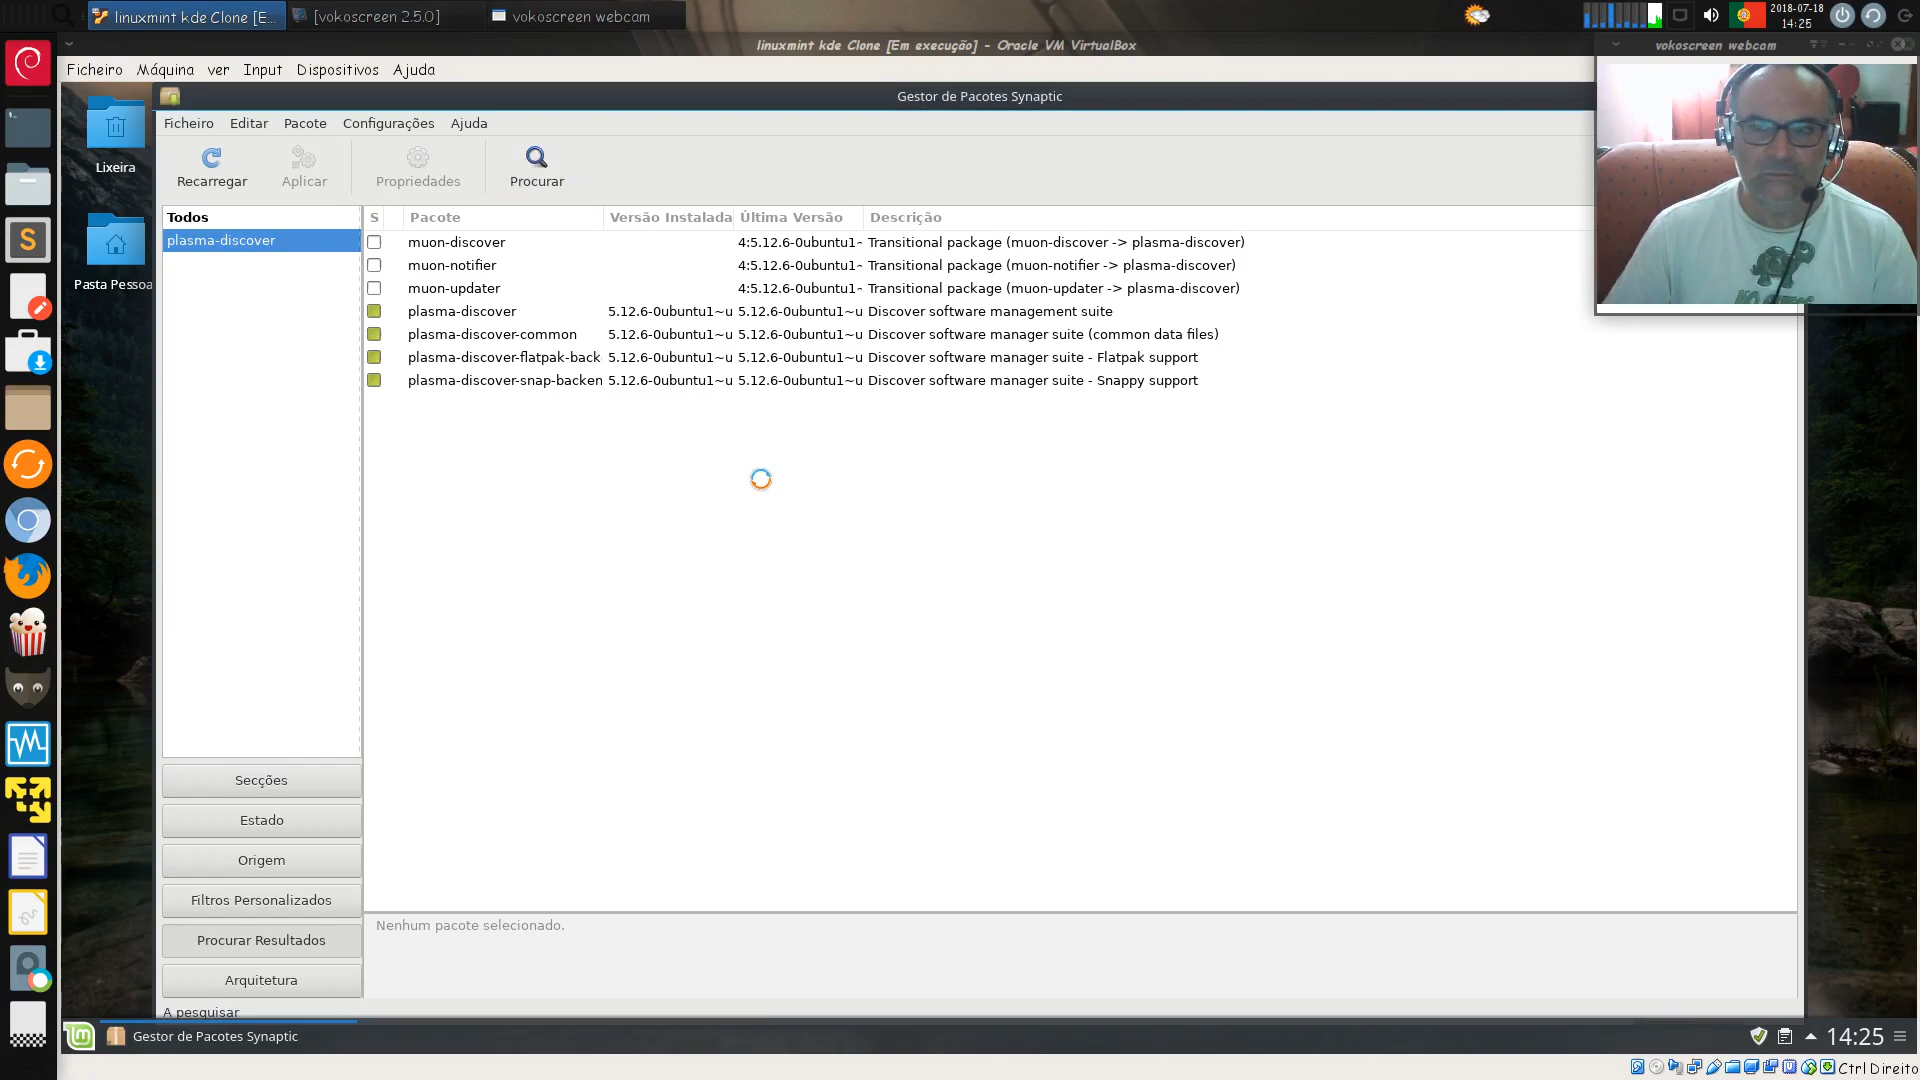 linuxmint kde Clone [E...
[vokoscreen 2.5.0]
vokoscreen webcam
2018-07-18
14:25
linuxmint kde Clone [Em execução] - Oracle VM VirtualBox
vokoscreen webcam
Ficheiro Máquina ver Input Dispositivos Ajuda
Gestor de Pacotes Synaptic
Lixeira
Pasta Pessoa
Ficheiro Editar Pacote Configurações Ajuda
Recarregar Aplicar Propriedades Procurar
Todos
plasma-discover
S Pacote Versão Instalada Última Versão Descrição
muon-discover 4:5.12.6-0ubuntu1~ Transitional package (muon-discover -> plasma-discover)
muon-notifier 4:5.12.6-0ubuntu1~ Transitional package (muon-notifier -> plasma-discover)
muon-updater 4:5.12.6-0ubuntu1~ Transitional package (muon-updater -> plasma-discover)
plasma-discover 5.12.6-0ubuntu1~u 5.12.6-0ubuntu1~u Discover software management suite
plasma-discover-common 5.12.6-0ubuntu1~u 5.12.6-0ubuntu1~u Discover software manager suite (common data files)
plasma-discover-flatpak-back 5.12.6-0ubuntu1~u 5.12.6-0ubuntu1~u Discover software manager suite - Flatpak support
plasma-discover-snap-backen 5.12.6-0ubuntu1~u 5.12.6-0ubuntu1~u Discover software manager suite - Snappy support
Secções
Estado
Origem
Filtros Personalizados
Procurar Resultados
Arquitetura
Nenhum pacote selecionado.
A pesquisar
Gestor de Pacotes Synaptic
14:25
Ctrl Direito